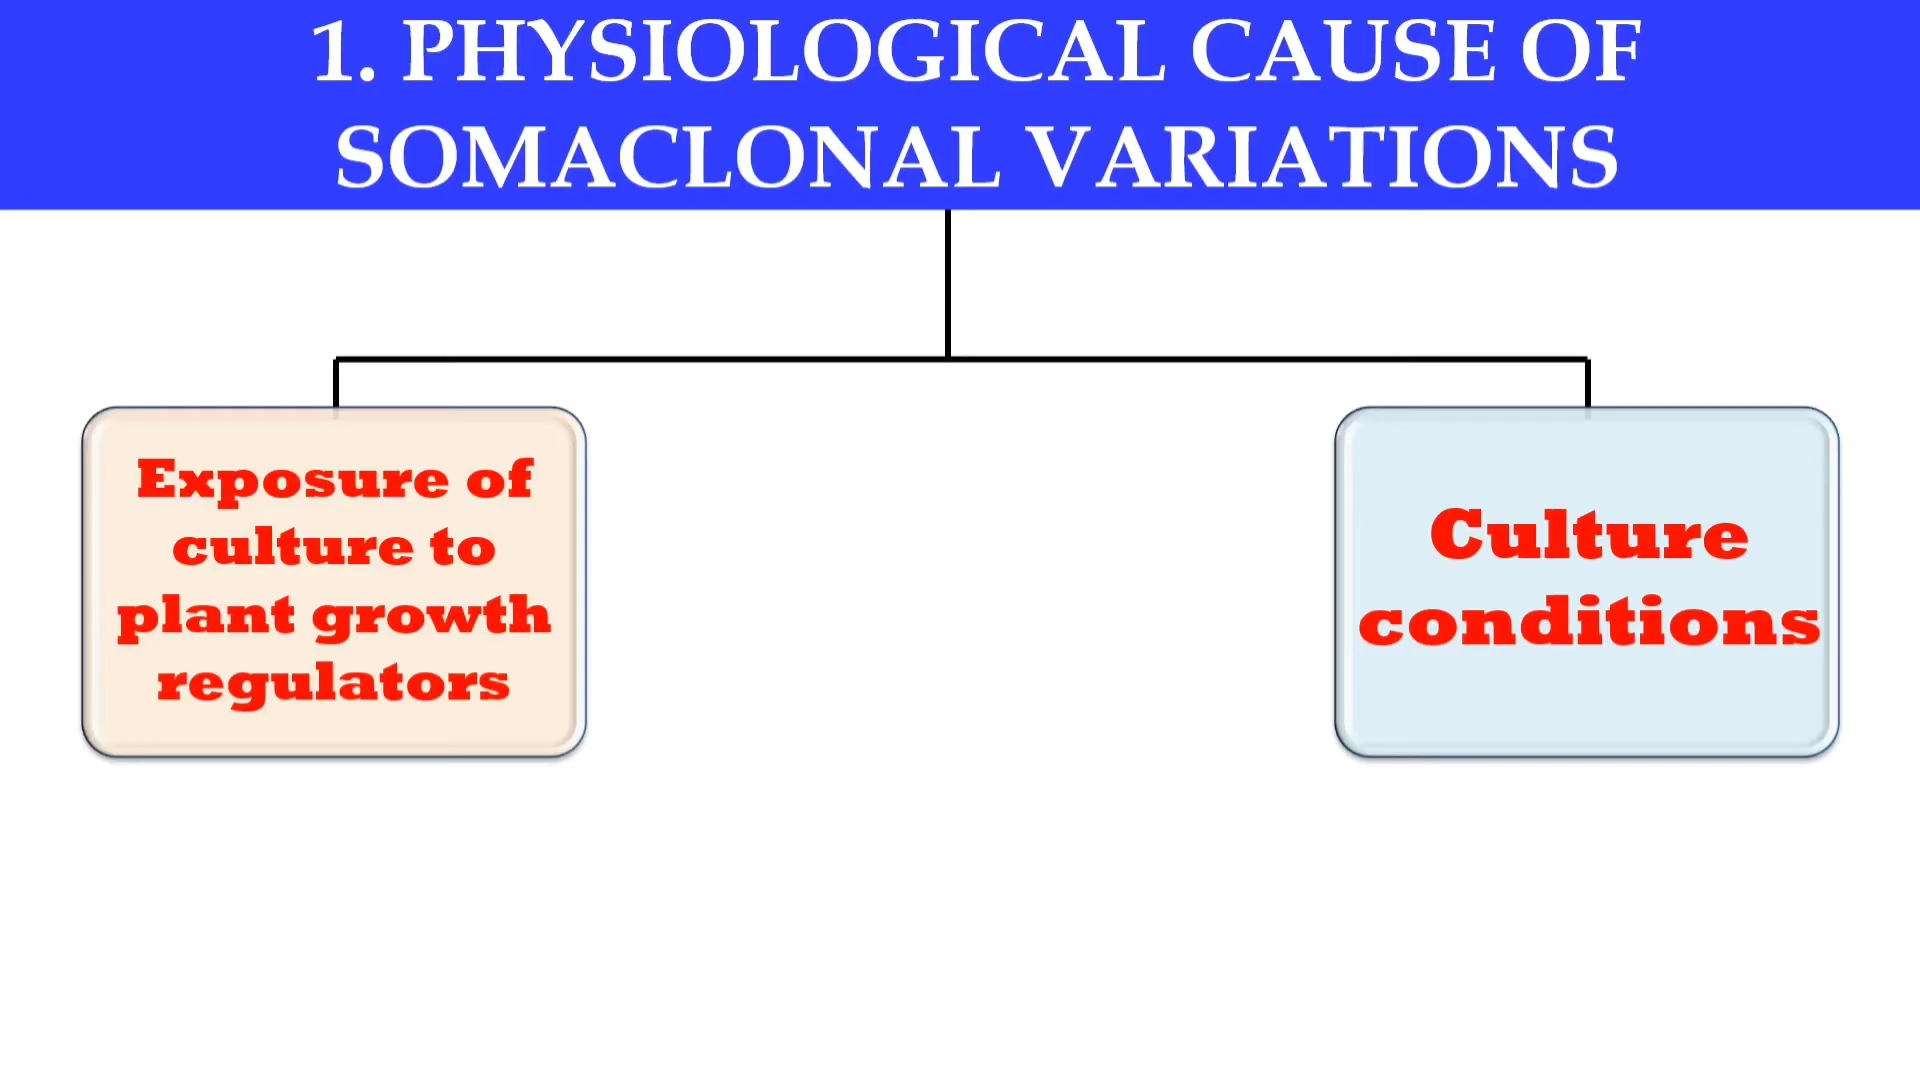 1. PHYSIOLOGICAL CAUSE OF
SOMACLONAL VARIATIONS
Exposure of
culture to
plant growth
regulators
Culture
conditions